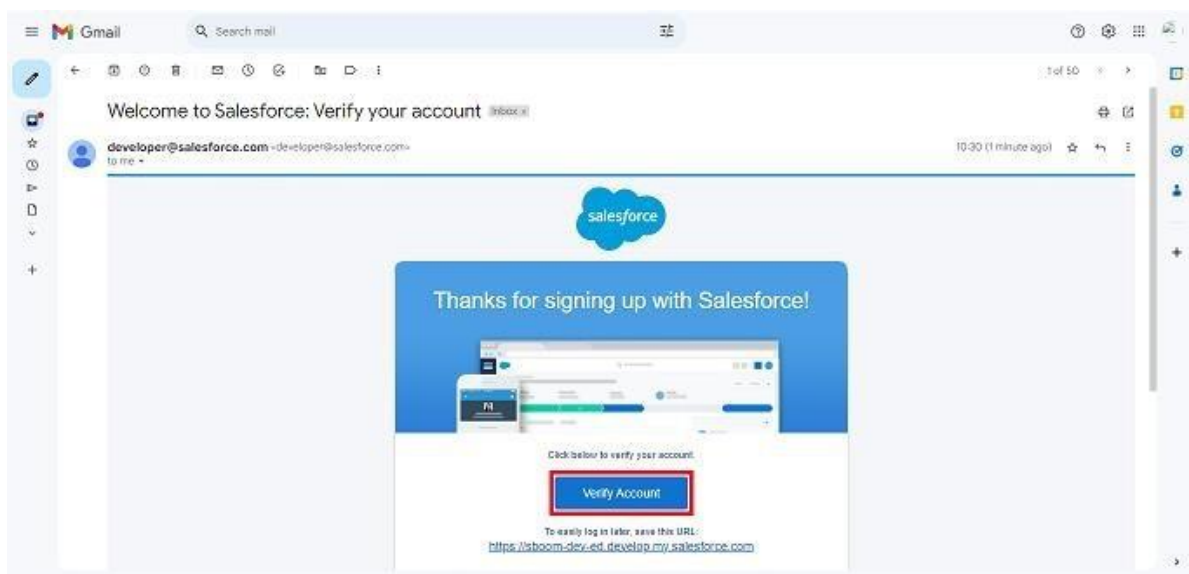 Gmail
Search mail
1 of 50
Welcome to Salesforce: Verify your account Inbox x
developer@salesforce.com <developer@salesforce.com>
10:30 (1 minute ago)
to me
salesforce
Thanks for signing up with Salesforce!
Click below to verify your account.
Verify Account
To easily log in later, save this URL:
https://sboom-dev-ed.develop.my.salesforce.com